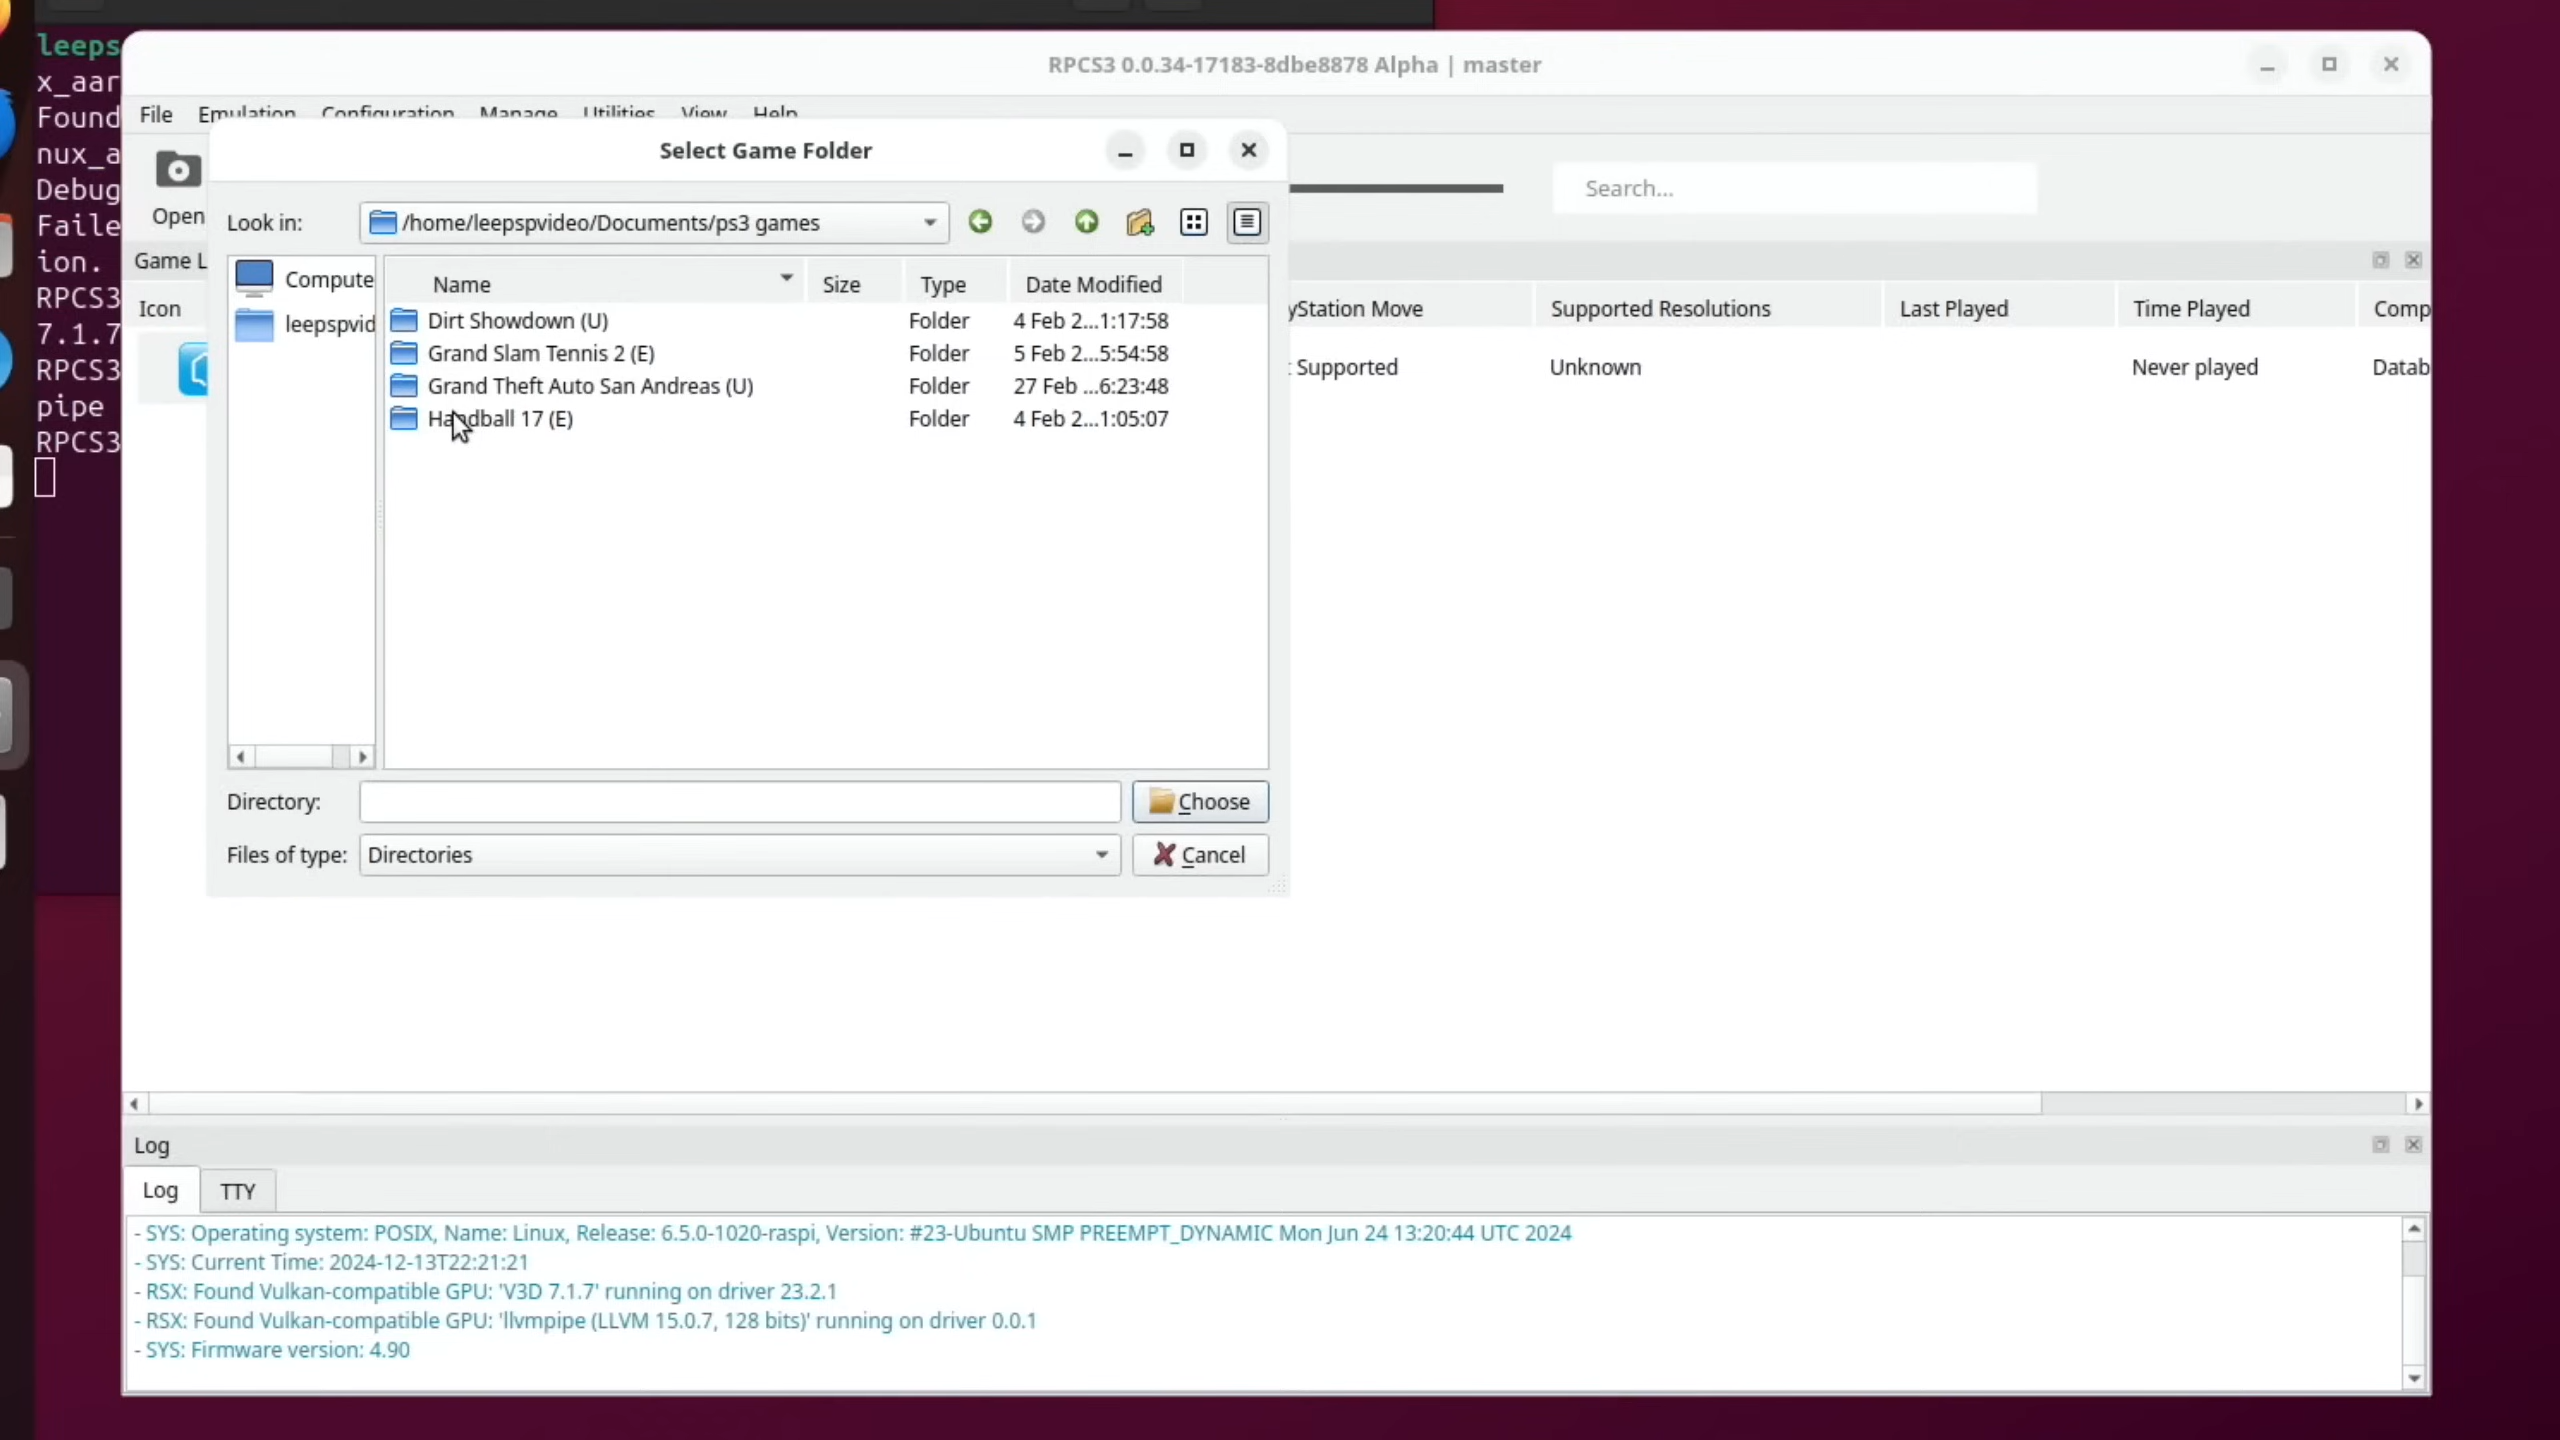 leeps
x_aar
Found
nux_a
Debug
Faile
ion.
RPCS3
7.1.7
RPCS3
pipe
RPCS3
RPCS3 0.0.34-17183-8dbe8878 Alpha | master
File Emulation Configuration Manage Utilities View Help
Open
Search...
Game L
Icon
yStation Move Supported Resolutions Last Played Time Played Comp
Supported Unknown Never played Datab
Select Game Folder
Look in: /home/leepspvideo/Documents/ps3 games
Compute
leepspvid
Name Size Type Date Modified
Dirt Showdown (U) Folder 4 Feb 2...1:17:58
Grand Slam Tennis 2 (E) Folder 5 Feb 2...5:54:58
Grand Theft Auto San Andreas (U) Folder 27 Feb ...6:23:48
Handball 17 (E) Folder 4 Feb 2...1:05:07
Directory: Choose
Files of type: Directories Cancel
Log
Log TTY
- SYS: Operating system: POSIX, Name: Linux, Release: 6.5.0-1020-raspi, Version: #23-Ubuntu SMP PREEMPT_DYNAMIC Mon Jun 24 13:20:44 UTC 2024
- SYS: Current Time: 2024-12-13T22:21:21
- RSX: Found Vulkan-compatible GPU: 'V3D 7.1.7' running on driver 23.2.1
- RSX: Found Vulkan-compatible GPU: 'llvmpipe (LLVM 15.0.7, 128 bits)' running on driver 0.0.1
- SYS: Firmware version: 4.90